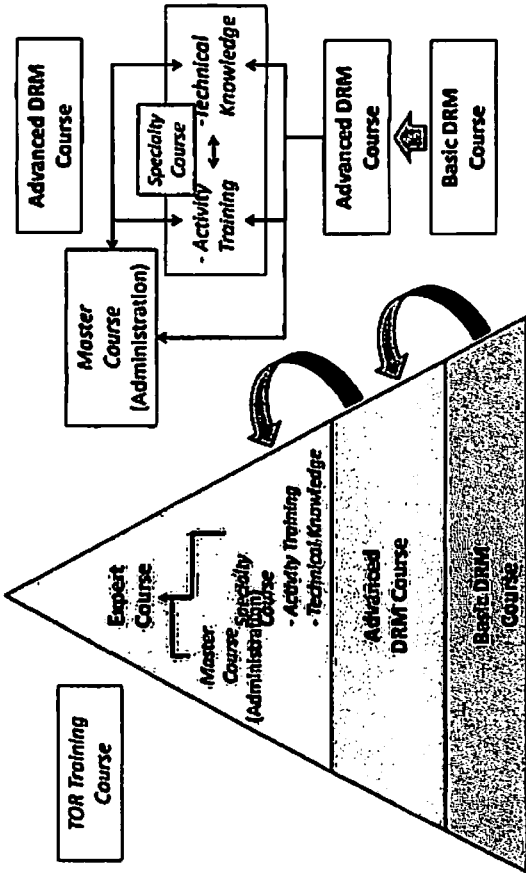 TOR Training
Course
Expert
Course
Master
Course
(Administration)
Specialty
Course
- Activity Training
- Technical Knowledge
Advanced
DRM Course
Basic DRM
Course
Advanced DRM
Course
Master
Course
(Administration)
Specialty
Course
- Activity
Training
-Technical
Knowledge
Advanced DRM
Course
Basic DRM
Course